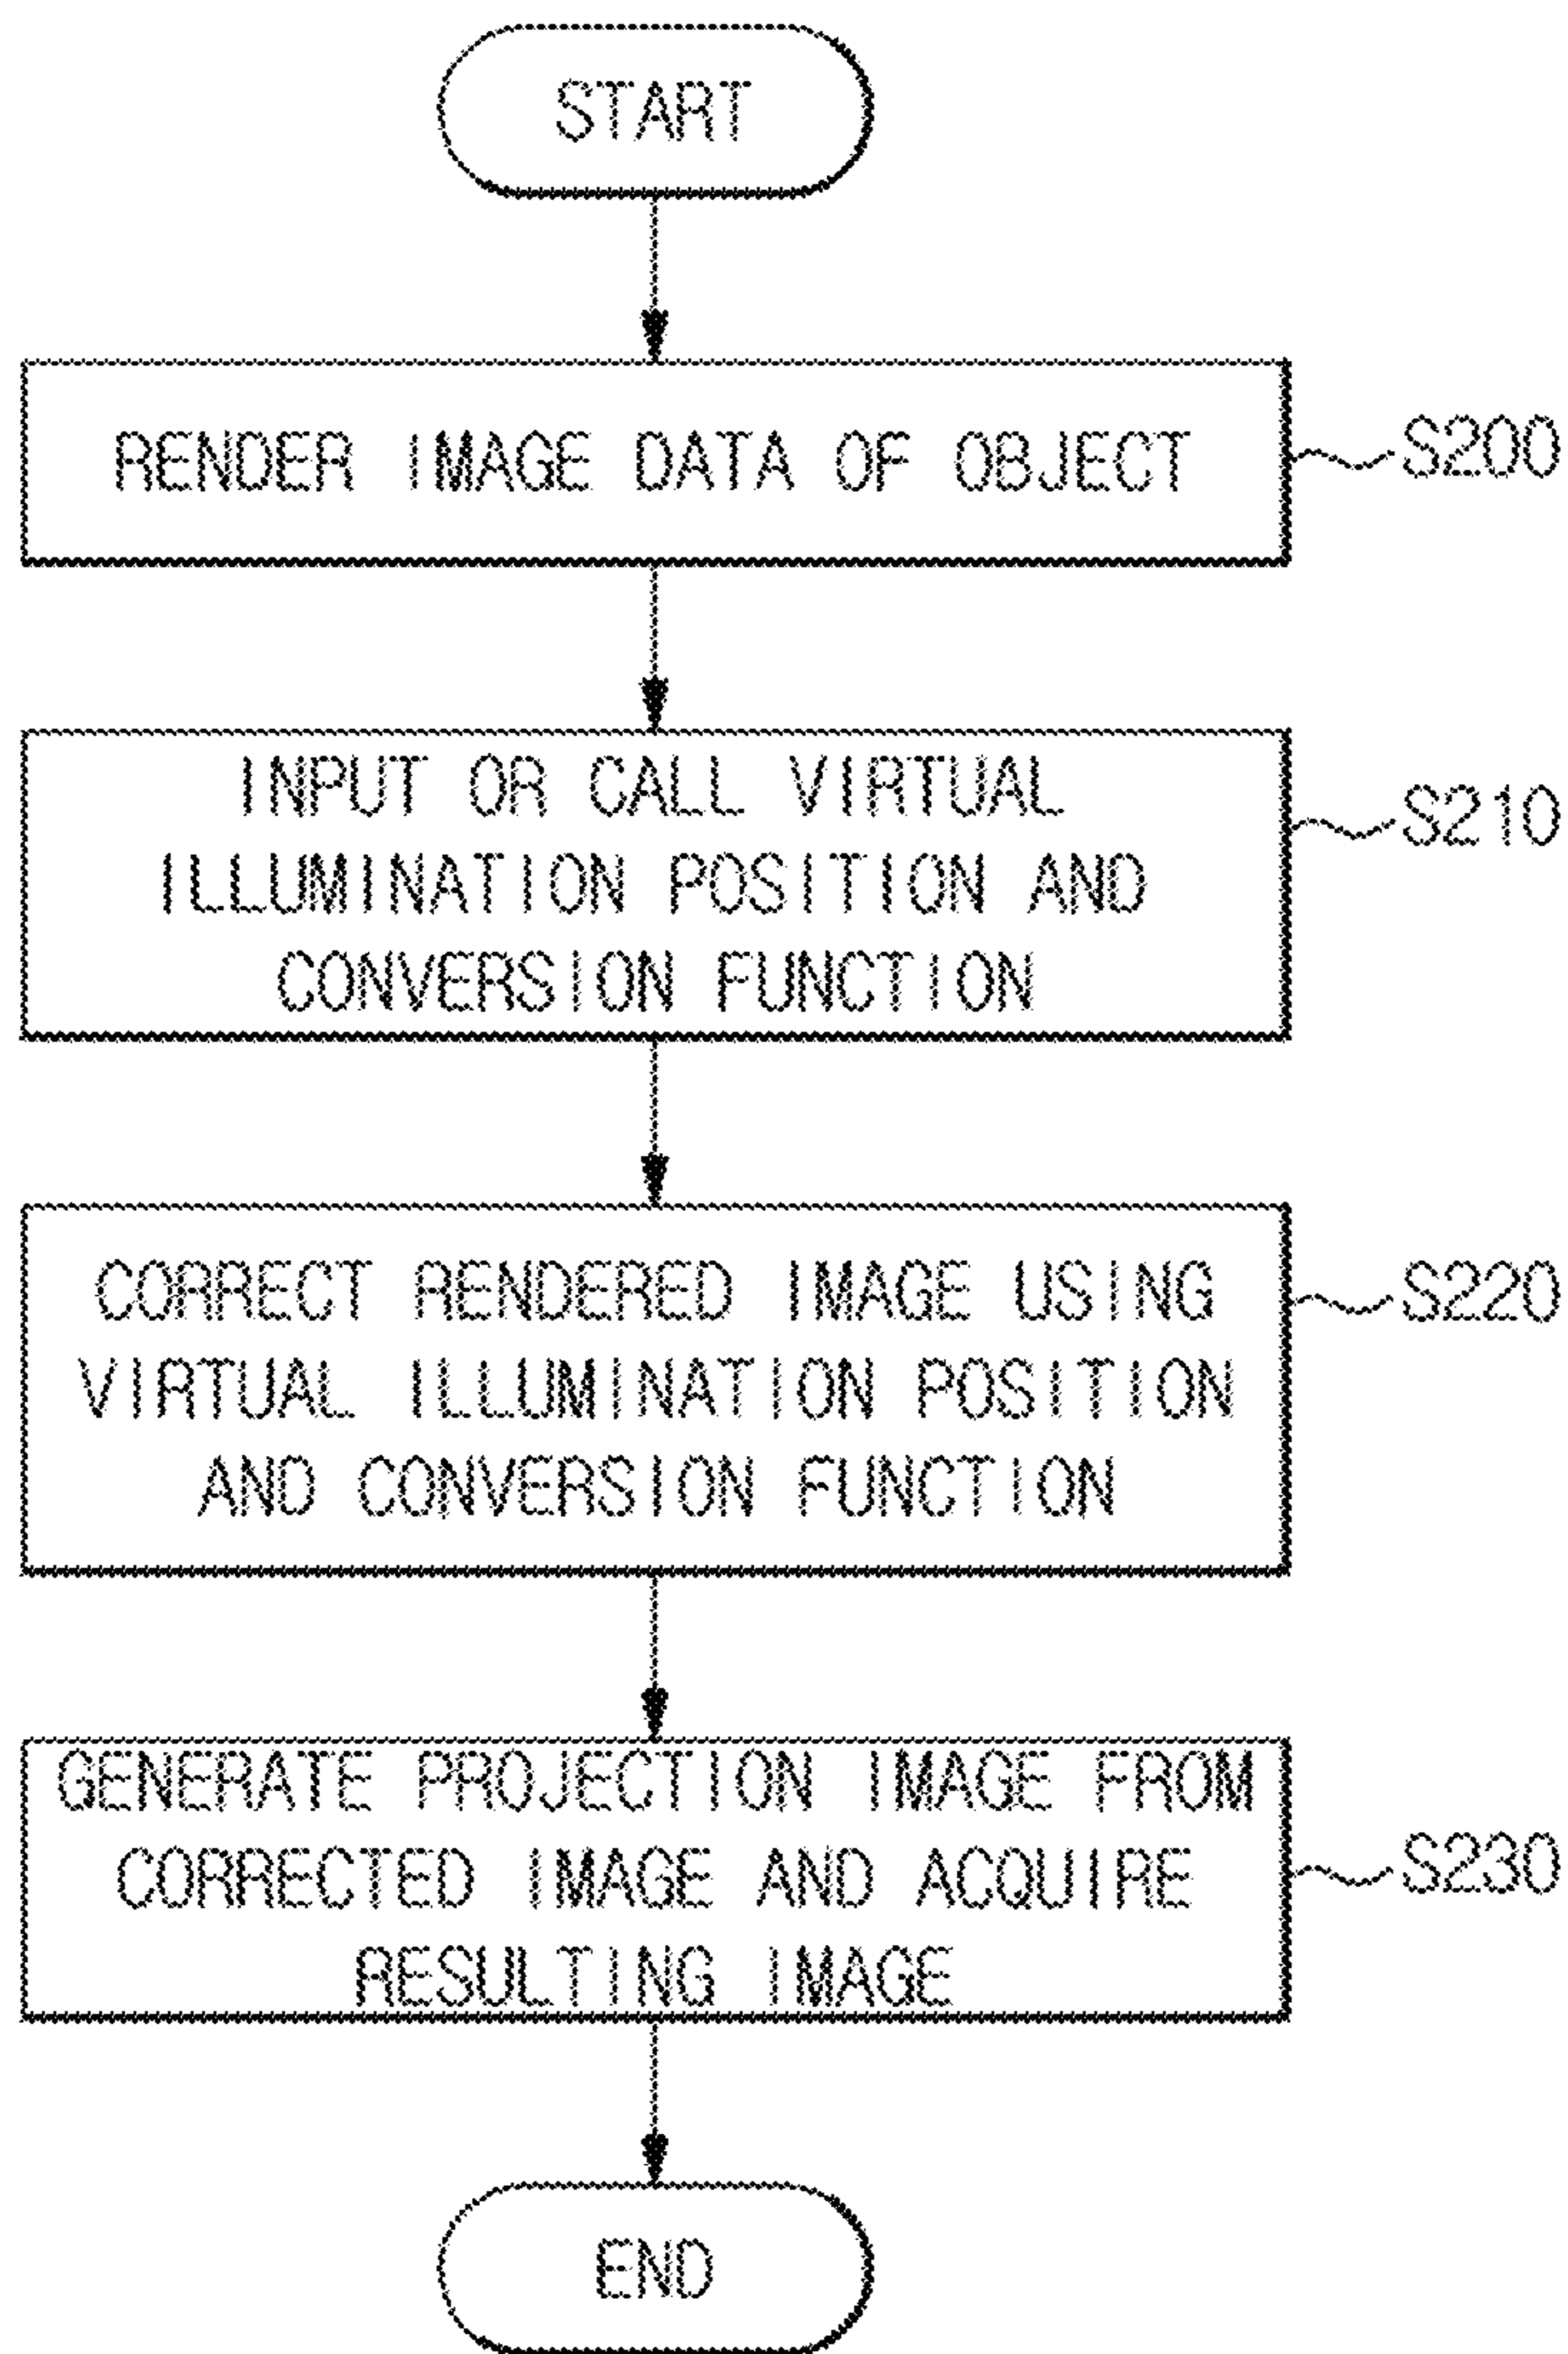 START
RENDER IMAGE DATA OF OBJECT
S200
INPUT OR CALL VIRTUAL
ILLUMINATION POSITION AND
CONVERSION FUNCTION
S210
CORRECT RENDERED IMAGE USING
VIRTUAL ILLUMINATION POSITION
AND CONVERSION FUNCTION
S220
GENERATE PROJECTION IMAGE FROM
CORRECTED IMAGE AND ACQUIRE
RESULTING IMAGE
S230
END